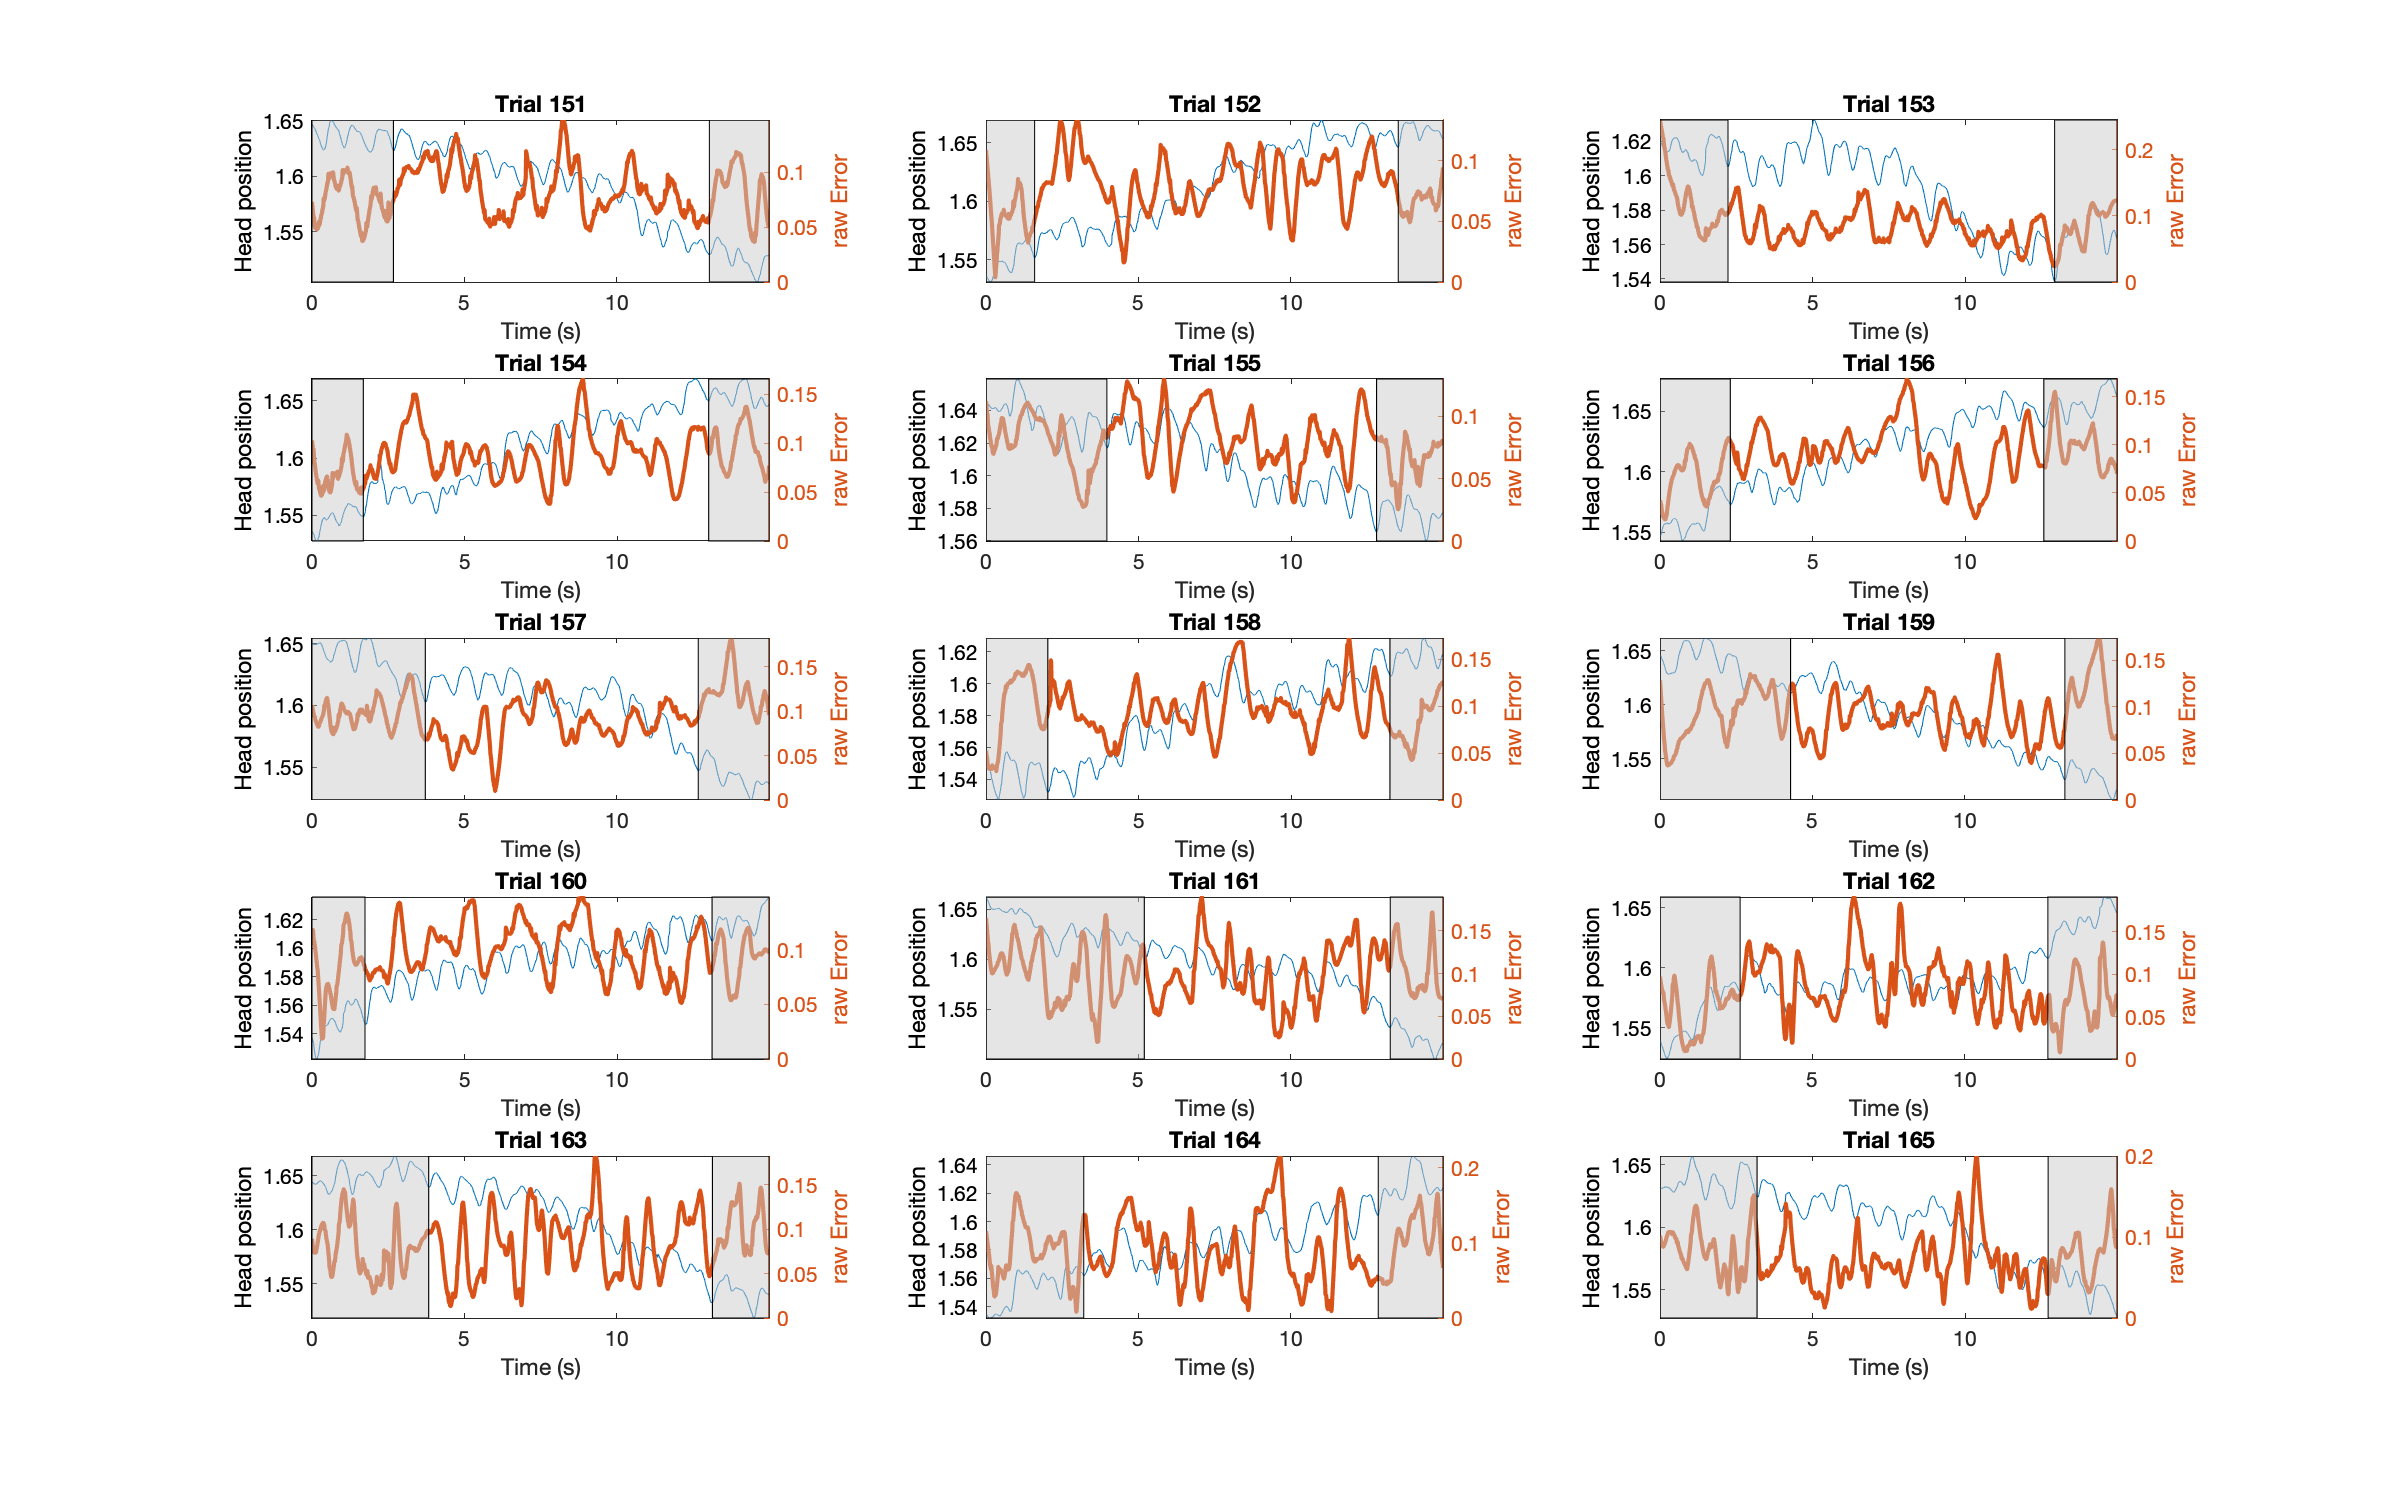 Trial 151
Head position
1.65
1.6
1.55
0.1
0.05
0
raw Error
0 5 10
Time (s)
Trial 152
Head position
1.65
1.6
1.55
0.1
0.05
0
raw Error
0 5 10
Time (s)
Trial 153
Head position
1.62
1.6
1.58
1.56
1.54
0.2
0.1
0
raw Error
0 5 10
Time (s)
Trial 154
Head position
1.65
1.6
1.55
0.15
0.1
0.05
0
raw Error
0 5 10
Time (s)
Trial 155
Head position
1.64
1.62
1.6
1.58
1.56
0.1
0.05
0
raw Error
0 5 10
Time (s)
Trial 156
Head position
1.65
1.6
1.55
0.15
0.1
0.05
0
raw Error
0 5 10
Time (s)
Trial 157
Head position
1.65
1.6
1.55
0.15
0.1
0.05
0
raw Error
0 5 10
Time (s)
Trial 158
Head position
1.62
1.6
1.58
1.56
1.54
0.15
0.1
0.05
0
raw Error
0 5 10
Time (s)
Trial 159
Head position
1.65
1.6
1.55
0.15
0.1
0.05
0
raw Error
0 5 10
Time (s)
Trial 160
Head position
1.62
1.6
1.58
1.56
1.54
0.1
0.05
0
raw Error
0 5 10
Time (s)
Trial 161
Head position
1.65
1.6
1.55
0.15
0.1
0.05
0
raw Error
0 5 10
Time (s)
Trial 162
Head position
1.65
1.6
1.55
0.15
0.1
0.05
0
raw Error
0 5 10
Time (s)
Trial 163
Head position
1.65
1.6
1.55
0.15
0.1
0.05
0
raw Error
0 5 10
Time (s)
Trial 164
Head position
1.64
1.62
1.6
1.58
1.56
1.54
0.2
0.1
0
raw Error
0 5 10
Time (s)
Trial 165
Head position
1.65
1.6
1.55
0.2
0.1
0
raw Error
0 5 10
Time (s)